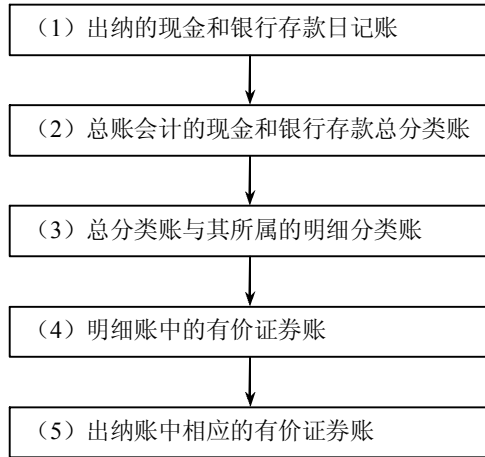 （1）出纳的现金和银行存款日记账
（2）总账会计的现金和银行存款总分类账
（3）总分类账与其所属的明细分类账
（4）明细账中的有价证券账
（5）出纳账中相应的有价证券账